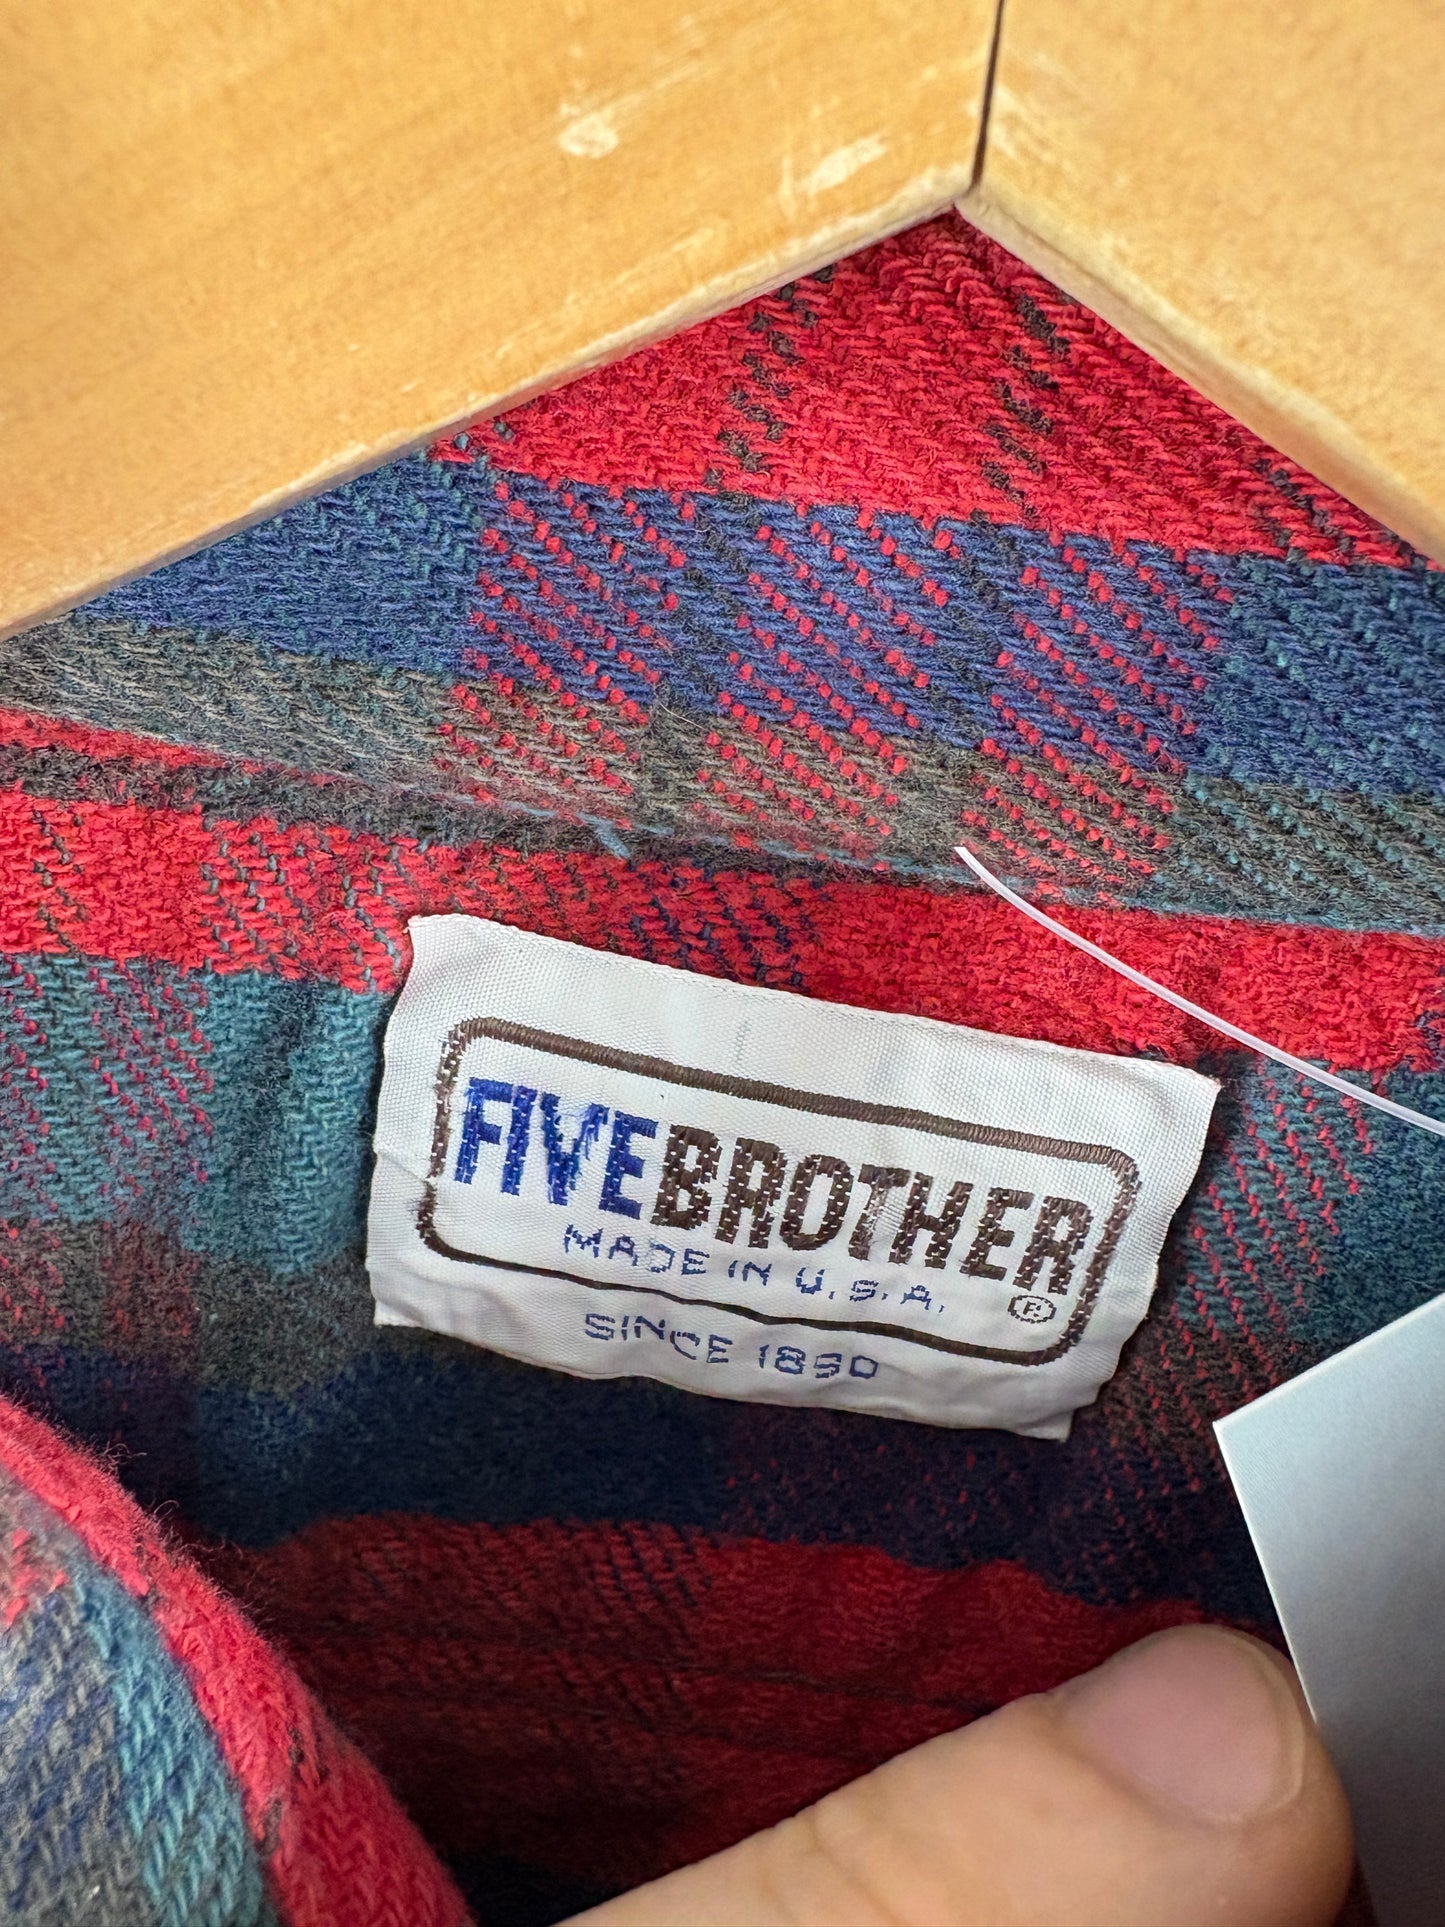 FIVEBROTHER
MADE IN U.S.A.
®
SINCE 1890